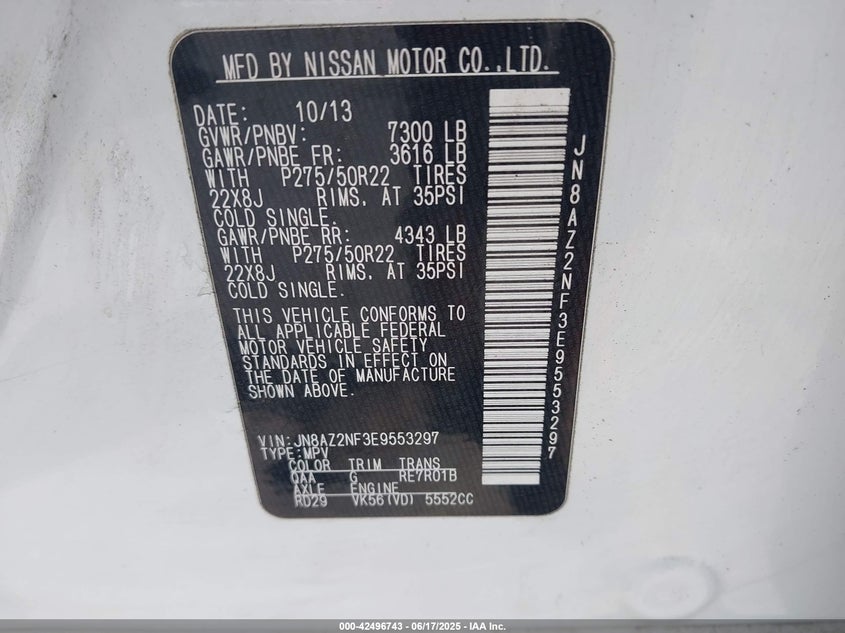 MFD BY NISSAN MOTOR CO.,LTD.
DATE: 10/13
GVWR/PNBV: 7300 LB
GAWR/PNBE FR: 3616 LB
WITH P275/50R22 TIRES
22X8J RIMS, AT 35PSI
COLD SINGLE.
GAWR/PNBE RR: 4343 LB
WITH P275/50R22 TIRES
22X8J RIMS, AT 35PSI
COLD SINGLE.
THIS VEHICLE CONFORMS TO
ALL APPLICABLE FEDERAL
MOTOR VEHICLE SAFETY
STANDARDS IN EFFECT ON
THE DATE OF MANUFACTURE
SHOWN ABOVE.
VIN:JN8AZ2NF3E9553297
TYPE:MPV
COLOR TRIM TRANS
QAA G RE7R01B
AXLE ENGINE
RD29 VK56(VD) 5552CC
JN8AZ2NF3E9553297
000-42496743 - 06/17/2025 - IAA Inc.